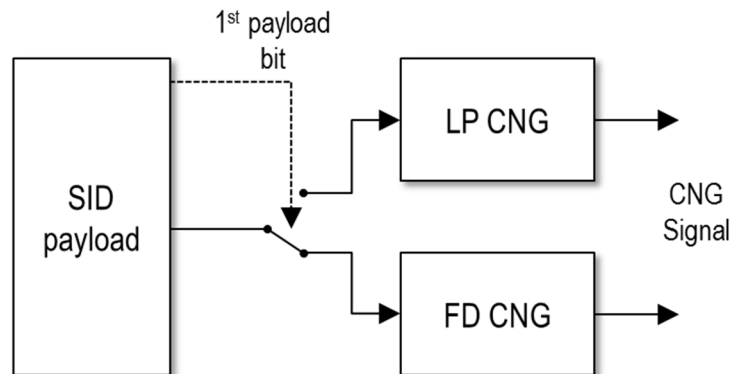 1st payload
bit
LP CNG
SID
payload
CNG
Signal
FD CNG